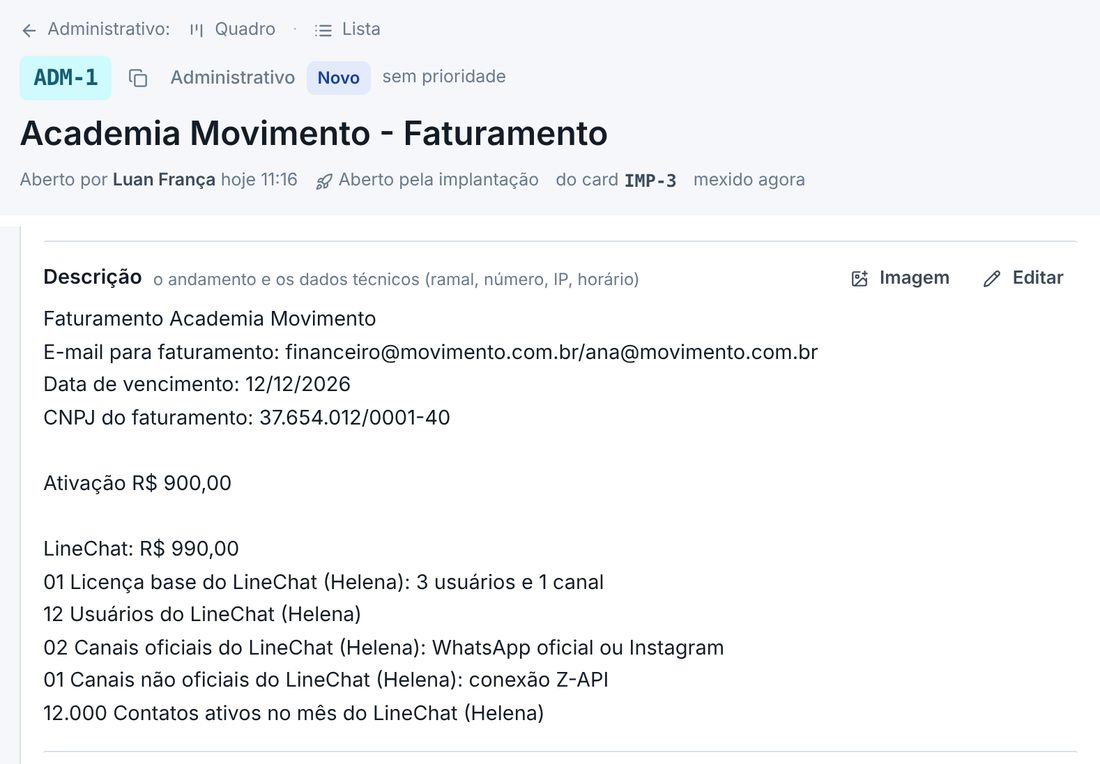 Administrativo: Quadro · Lista
ADM-1 Administrativo Novo sem prioridade
Academia Movimento - Faturamento
Aberto por Luan França hoje 11:16 Aberto pela implantação do card IMP-3 mexido agora
Descrição o andamento e os dados técnicos (ramal, número, IP, horário) Imagem Editar
Faturamento Academia Movimento
E-mail para faturamento: financeiro@movimento.com.br/ana@movimento.com.br
Data de vencimento: 12/12/2026
CNPJ do faturamento: 37.654.012/0001-40
Ativação R$ 900,00
LineChat: R$ 990,00
01 Licença base do LineChat (Helena): 3 usuários e 1 canal
12 Usuários do LineChat (Helena)
02 Canais oficiais do LineChat (Helena): WhatsApp oficial ou Instagram
01 Canais não oficiais do LineChat (Helena): conexão Z-API
12.000 Contatos ativos no mês do LineChat (Helena)